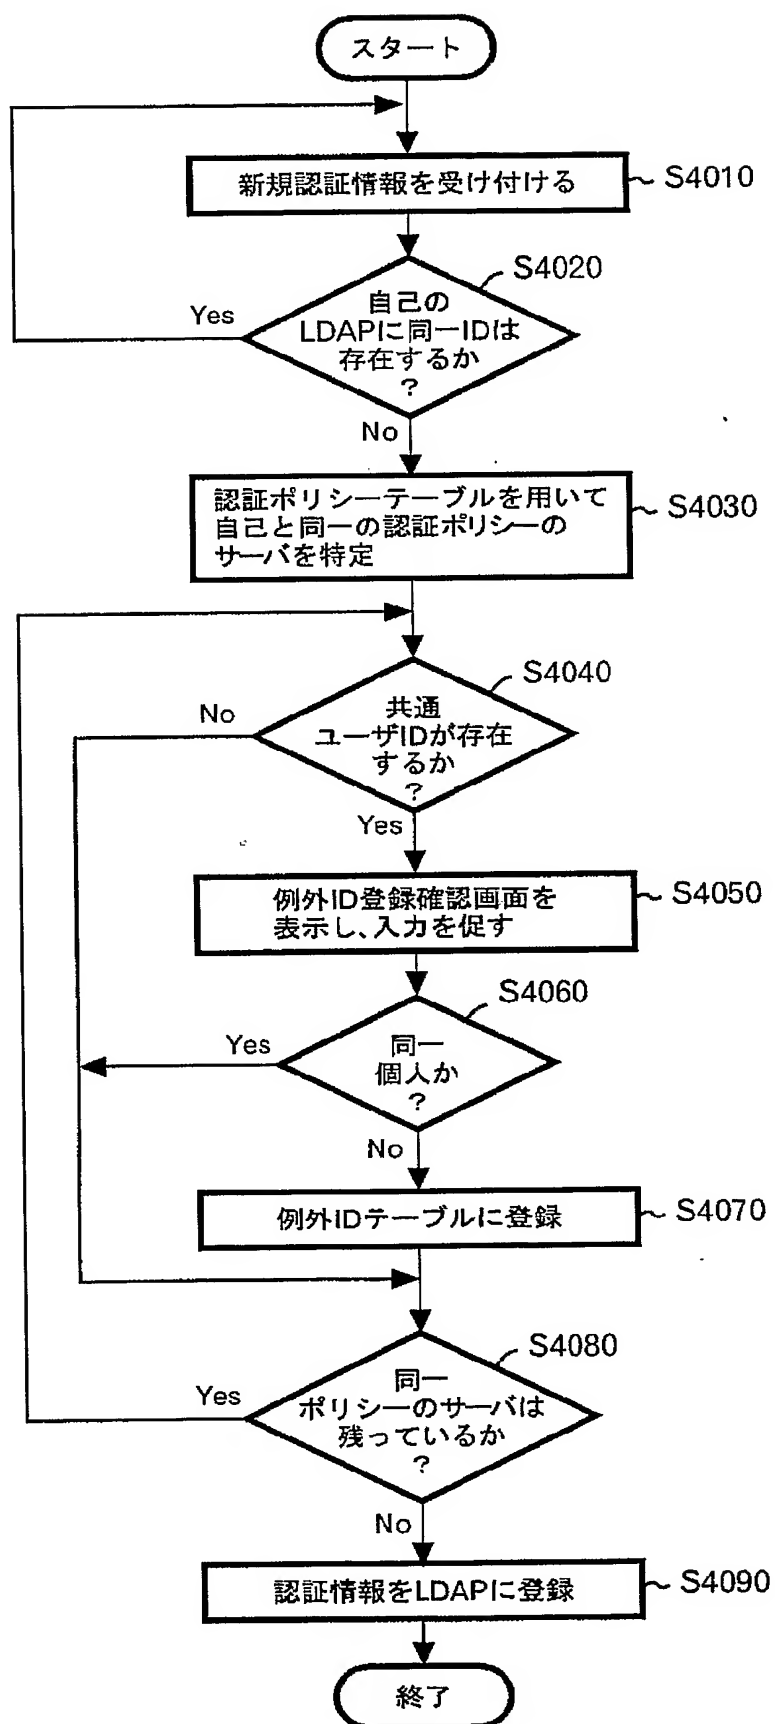 スタート
新規認証情報を受け付ける
S4010
S4020
自己の
LDAPに同一IDは
存在するか
?
Yes
No
認証ポリシーテーブルを用いて
自己と同一の認証ポリシーの
サーバを特定
S4030
S4040
共通
ユーザIDが存在
するか
?
No
Yes
例外ID登録確認画面を
表示し、入力を促す
S4050
S4060
同一
個人か
?
Yes
No
例外IDテーブルに登録
S4070
S4080
同一
ポリシーのサーバは
残っているか
?
Yes
No
認証情報をLDAPに登録
S4090
終了